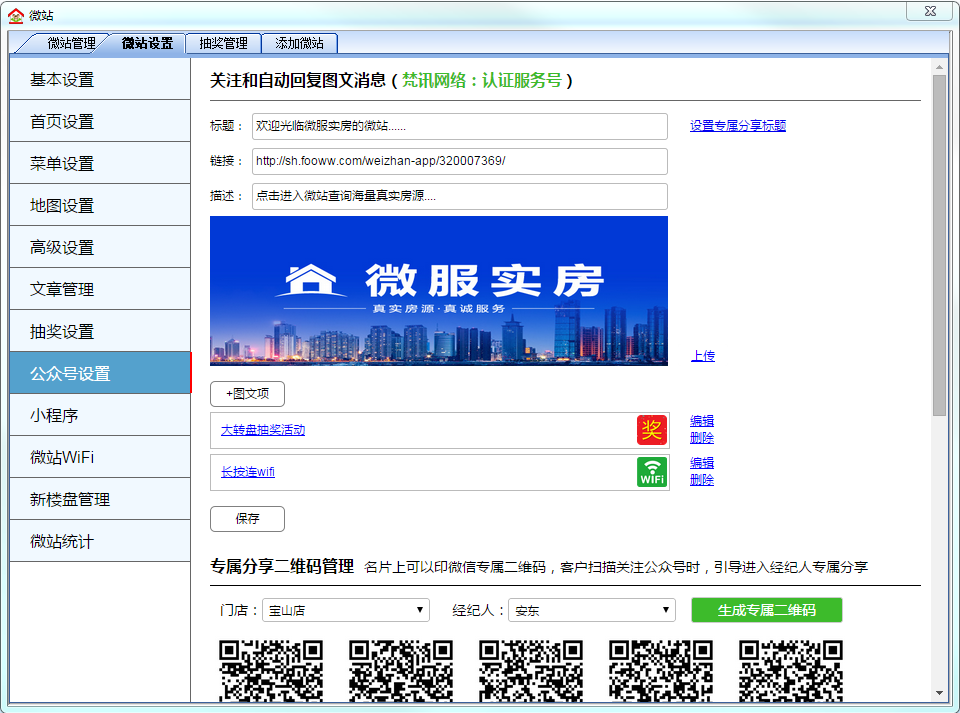 微站
微站管理 微站设置 抽奖管理 添加微站
基本设置
首页设置
菜单设置
地图设置
高级设置
文章管理
抽奖设置
公众号设置
小程序
微站WiFi
新楼盘管理
微站统计
关注和自动回复图文消息 ( 梵讯网络：认证服务号 )
标题： 欢迎光临微服实房的微站...... 设置专属分享标题
链接： http://sh.fooww.com/weizhan-app/320007369/
描述： 点击进入微站查询海量真实房源....
微服实房
真实房源·真诚服务
上传
+图文项
大转盘抽奖活动 奖 编辑
删除
长按连wifi WiFi 编辑
删除
保存
专属分享二维码管理 名片上可以印微信专属二维码，客户扫描关注公众号时，引导进入经纪人专属分享
门店： 宝山店 经纪人： 安东 生成专属二维码